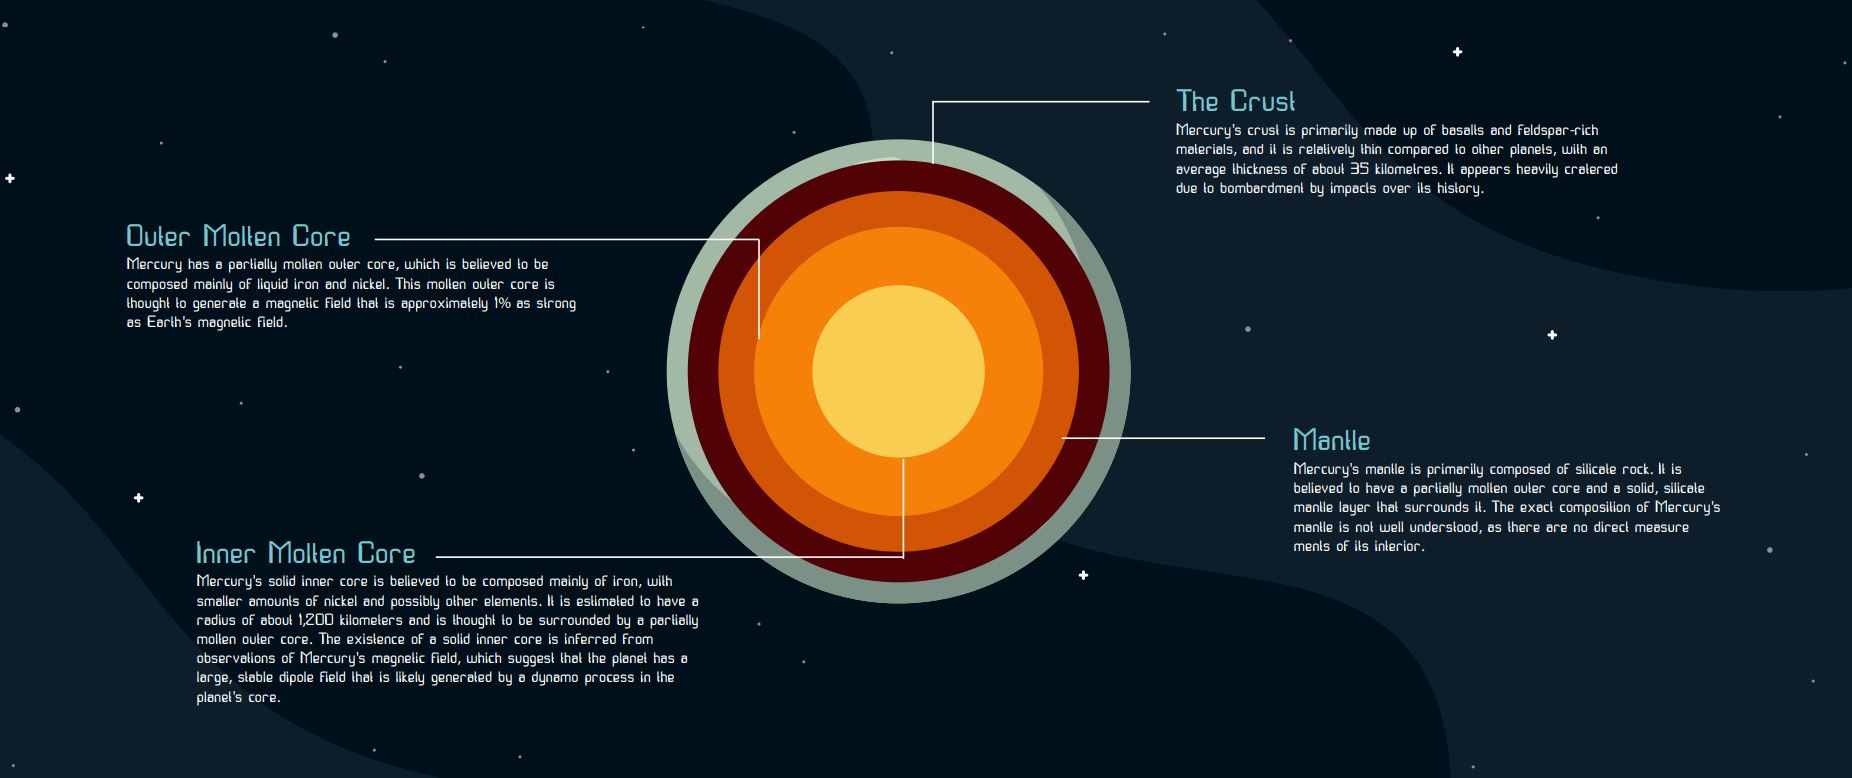 The Crust
Mercury's crust is primarily made up of basalts and feldspar-rich
materials, and it is relatively thin compared to other planets, with an
average thickness of about 35 kilometres. It appears heavily cratered
due to bombardment by impacts over its history.
Outer Molten Core
Mercury has a partially molten outer core, which is believed to be
composed mainly of liquid iron and nickel. This molten outer core is
thought to generate a magnetic field that is approximately 1% as strong
as Earth's magnetic field.
Mantle
Mercury's mantle is primarily composed of silicate rock. It is
believed to have a partially molten outer core and a solid, silicate
mantle layer that surrounds it. The exact composition of Mercury's
mantle is not well understood, as there are no direct measure
ments of its interior.
Inner Molten Core
Mercury's solid inner core is believed to be composed mainly of iron, with
smaller amounts of nickel and possibly other elements. It is estimated to have a
radius of about 1,200 kilometers and is thought to be surrounded by a partially
molten outer core. The existence of a solid inner core is inferred from
observations of Mercury's magnetic field, which suggest that the planet has a
large, stable dipole field that is likely generated by a dynamo process in the
planet's core.